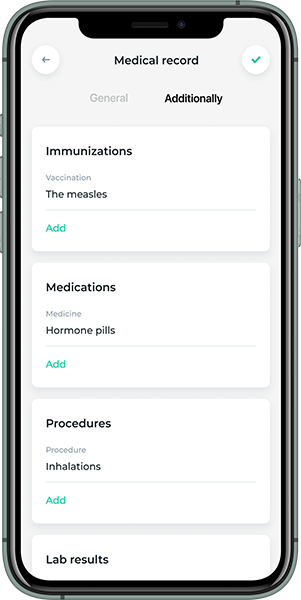 Medical record
General Additionally
Immunizations
Vaccination
The measles
Add
Medications
Medicine
Hormone pills
Add
Procedures
Procedure
Inhalations
Add
Lab results